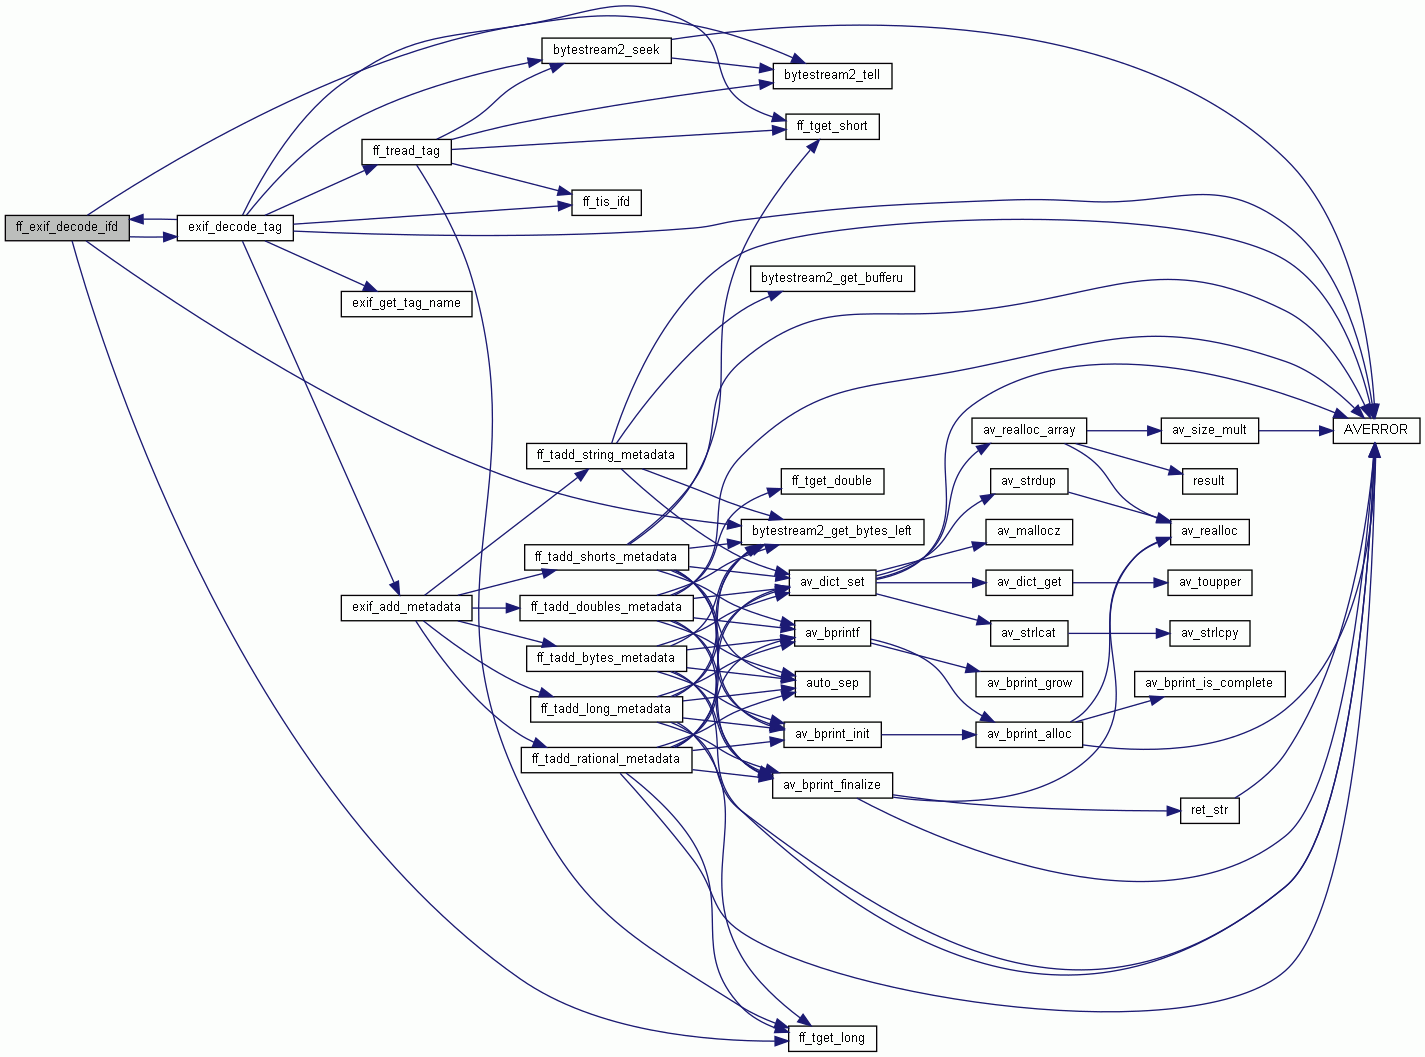 bytestream2_seek
bytestream2_tell
ff_tget_short
ff_tread_tag
ff_tis_ifd
ff_exif_decode_ifd
exif_decode_tag
bytestream2_get_bufferu
exif_get_tag_name
av_realloc_array
av_size_mult
AVERROR
ff_tadd_string_metadata
ff_tget_double
av_strdup
result
bytestream2_get_bytes_left
av_mallocz
av_realloc
ff_tadd_shorts_metadata
av_dict_set
av_dict_get
av_toupper
exif_add_metadata
ff_tadd_doubles_metadata
av_bprintf
av_strlcat
av_strlcpy
ff_tadd_bytes_metadata
auto_sep
av_bprint_grow
av_bprint_is_complete
ff_tadd_long_metadata
av_bprint_init
av_bprint_alloc
ff_tadd_rational_metadata
av_bprint_finalize
ret_str
ff_tget_long